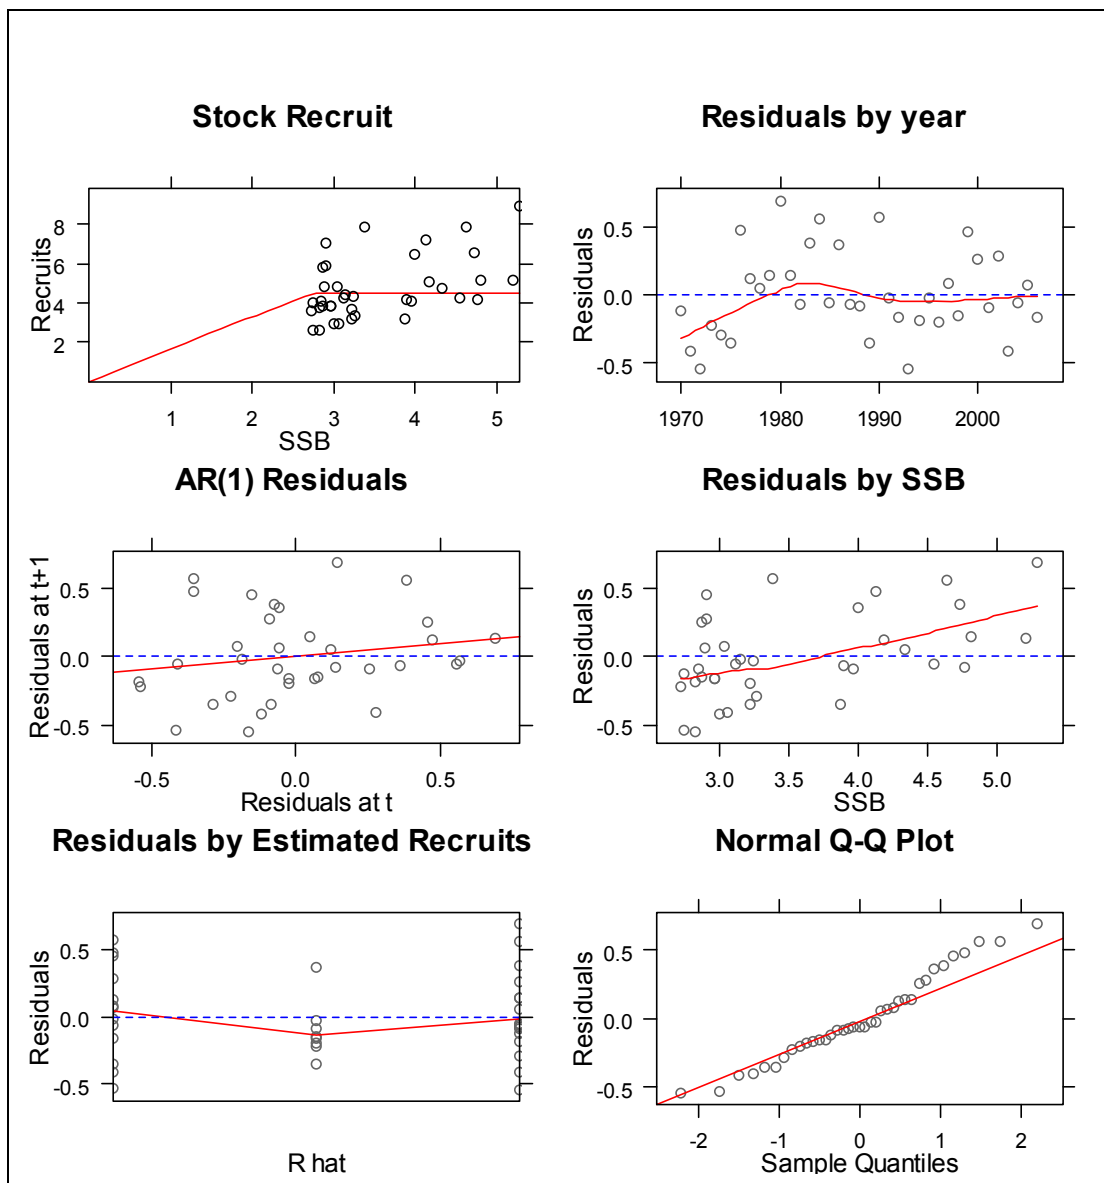 Stock Recruit
Residuals by year
Recruits
8
6
4
2
1 2 3 4 5
SSB
Residuals
0.5
0.0
-0.5
1970 1980 1990 2000
AR(1) Residuals
Residuals by SSB
Residuals at t+1
0.5
0.0
-0.5
-0.5 0.0 0.5
Residuals at t
Residuals
0.5
0.0
-0.5
3.0 3.5 4.0 4.5 5.0
SSB
Residuals by Estimated Recruits
Normal Q-Q Plot
Residuals
0.5
0.0
-0.5
R hat
Residuals
0.5
0.0
-0.5
-2 -1 0 1 2
Sample Quantiles